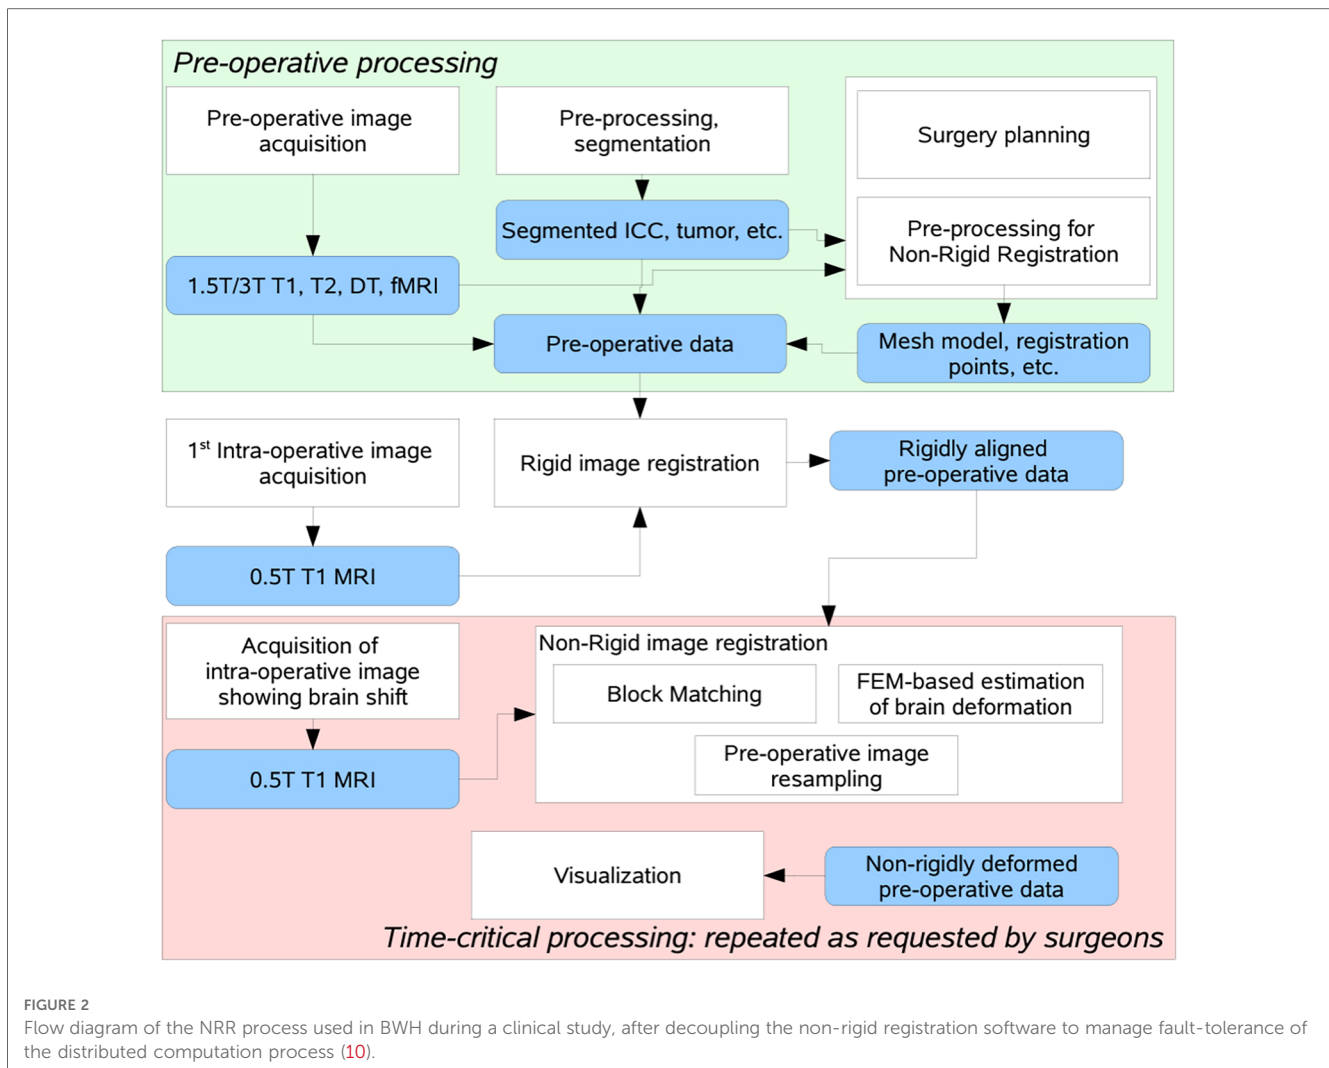 Pre-operative processing
Pre-operative image
acquisition
Pre-processing,
segmentation
Surgery planning
Segmented ICC, tumor, etc.
Pre-processing for
Non-Rigid Registration
1.5T/3T T1, T2, DT, fMRI
Pre-operative data
Mesh model, registration
points, etc.
1st Intra-operative image
acquisition
Rigid image registration
Rigidly aligned
pre-operative data
0.5T T1 MRI
Acquisition of
intra-operative image
showing brain shift
Non-Rigid image registration
Block Matching
FEM-based estimation
of brain deformation
Pre-operative image
resampling
0.5T T1 MRI
Visualization
Non-rigidly deformed
pre-operative data
Time-critical processing: repeated as requested by surgeons
FIGURE 2
Flow diagram of the NRR process used in BWH during a clinical study, after decoupling the non-rigid registration software to manage fault-tolerance of
the distributed computation process (10).